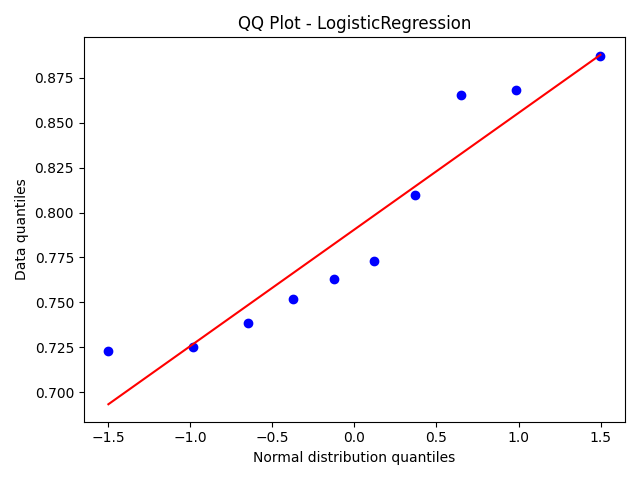 QQ Plot - LogisticRegression
0.875
0.850
0.825
0.800
0.775
0.750
0.725
0.700
Data quantiles
−1.5 −1.0 −0.5 0.0 0.5 1.0 1.5
Normal distribution quantiles